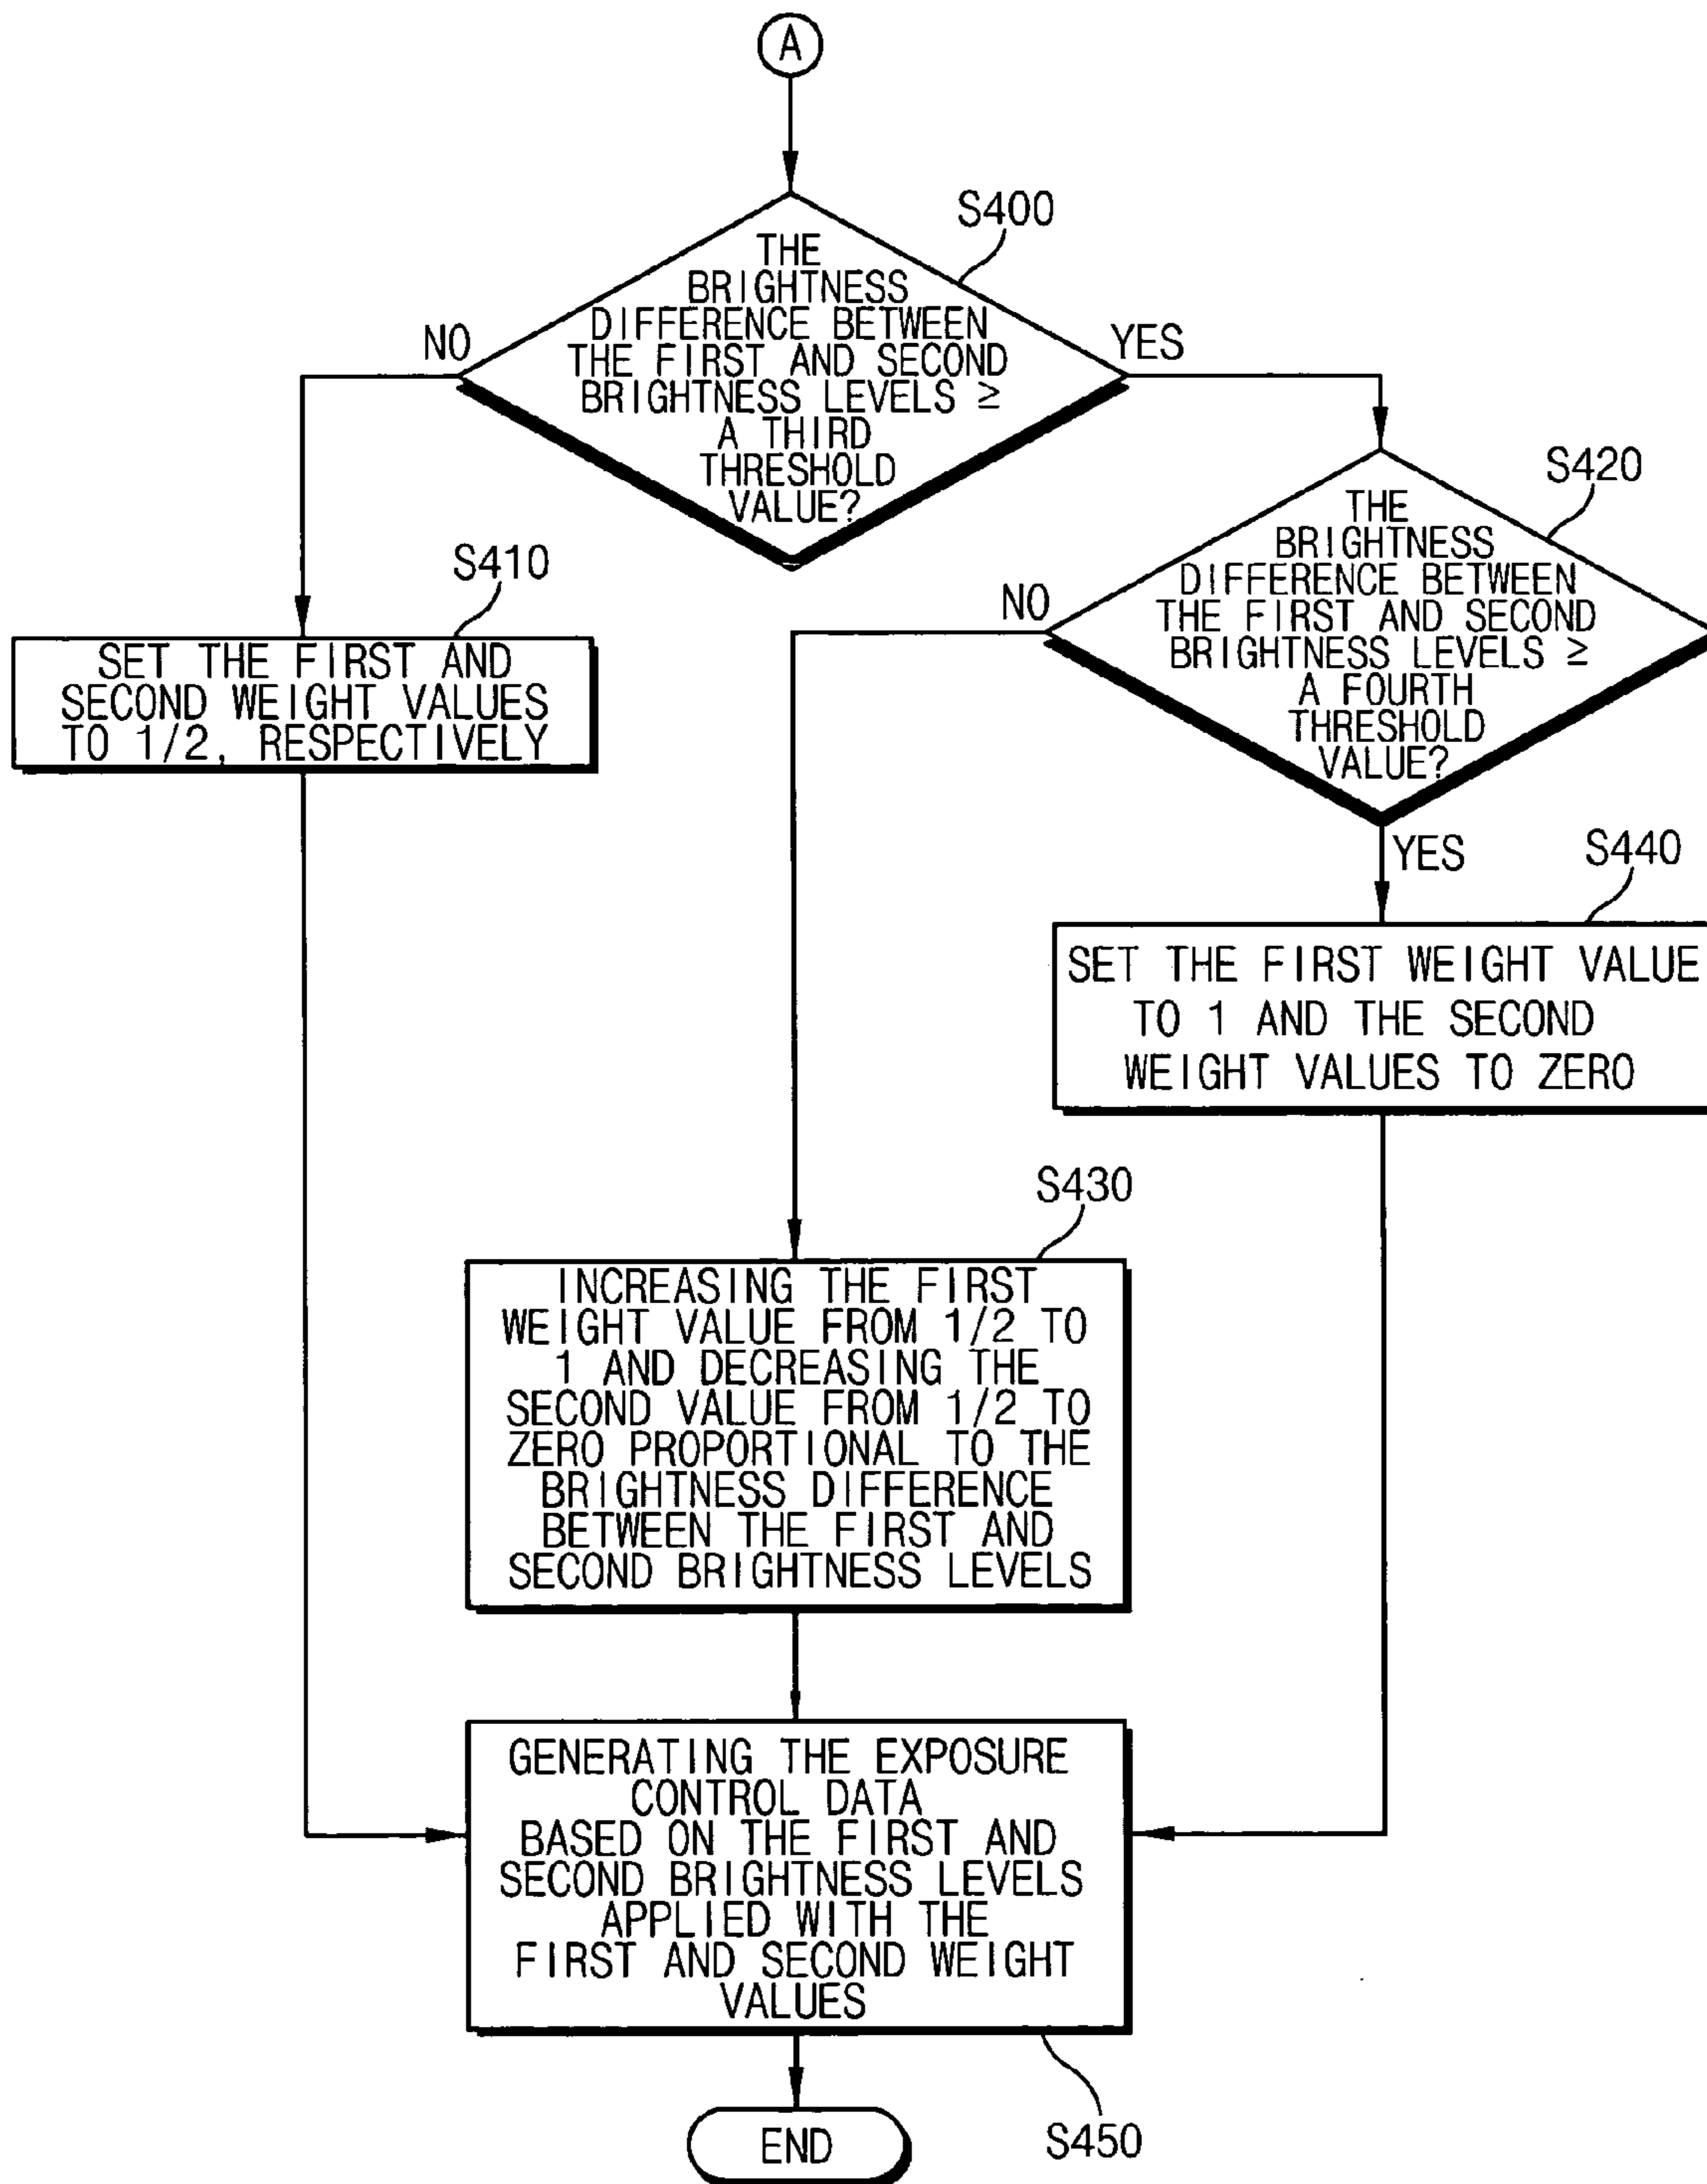 A
S400
THE
BRIGHTNESS
DIFFERENCE BETWEEN
THE FIRST AND SECOND
BRIGHTNESS LEVELS ≥
A THIRD
THRESHOLD
VALUE?
NO
YES
S410
SET THE FIRST AND
SECOND WEIGHT VALUES
TO 1/2, RESPECTIVELY
S420
THE
BRIGHTNESS
DIFFERENCE BETWEEN
THE FIRST AND SECOND
BRIGHTNESS LEVELS ≥
A FOURTH
THRESHOLD
VALUE?
NO
YES
S440
SET THE FIRST WEIGHT VALUE
TO 1 AND THE SECOND
WEIGHT VALUES TO ZERO
S430
INCREASING THE FIRST
WEIGHT VALUE FROM 1/2 TO
1 AND DECREASING THE
SECOND VALUE FROM 1/2 TO
ZERO PROPORTIONAL TO THE
BRIGHTNESS DIFFERENCE
BETWEEN THE FIRST AND
SECOND BRIGHTNESS LEVELS
GENERATING THE EXPOSURE
CONTROL DATA
BASED ON THE FIRST AND
SECOND BRIGHTNESS LEVELS
APPLIED WITH THE
FIRST AND SECOND WEIGHT
VALUES
S450
END